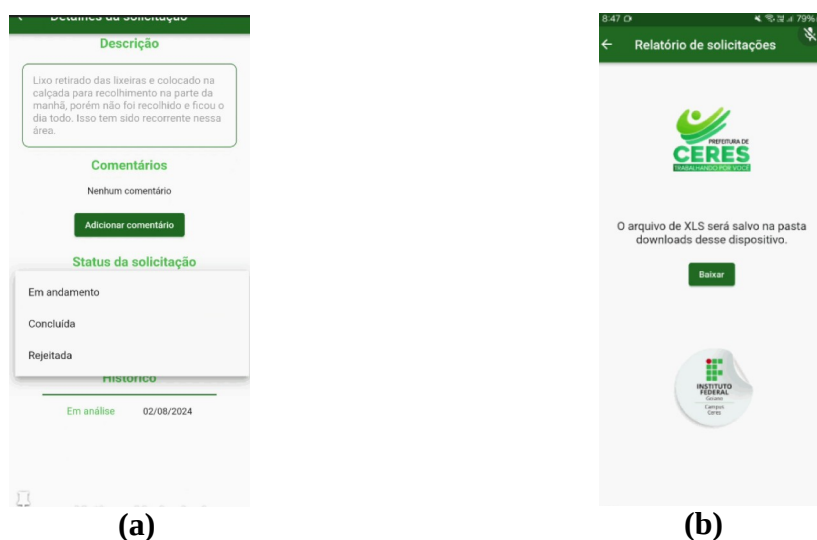 Detalhes da solicitação
Descrição
Lixo retirado das lixeiras e colocado na
calçada para recolhimento na parte da
manhã, porém não foi recolhido e ficou o
dia todo. Isso tem sido recorrente nessa
área.
Comentários
Nenhum comentário
Adicionar comentário
Status da solicitação
Em andamento
Concluída
Rejeitada
Histórico
Em análise 02/08/2024
(a)
8:47 79%
Relatório de solicitações
PREFEITURA DE
CERES
TRABALHANDO POR VOCÊ
O arquivo de XLS será salvo na pasta
downloads desse dispositivo.
Baixar
INSTITUTO
FEDERAL
Goiano
Campus
Ceres
(b)